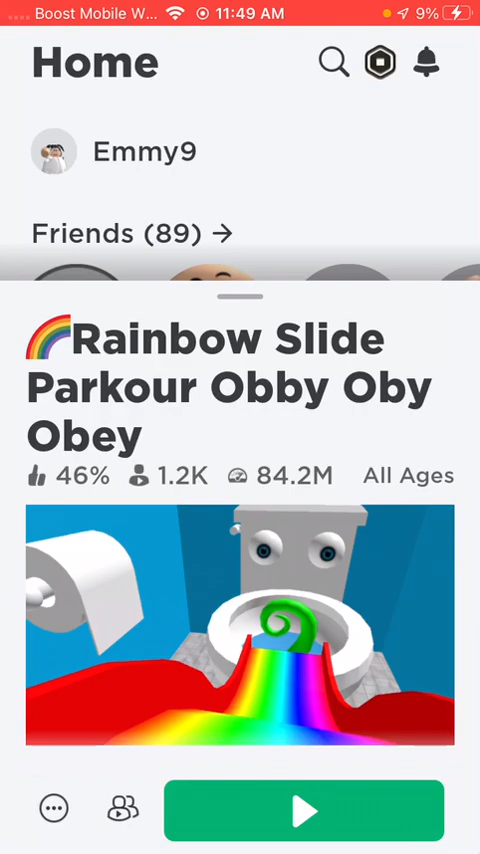 Boost Mobile W... 11:49 AM 9%
Home
Emmy9
Friends (89) →
🌈Rainbow Slide
Parkour Obby Oby
Obey
46% 1.2K 84.2M All Ages